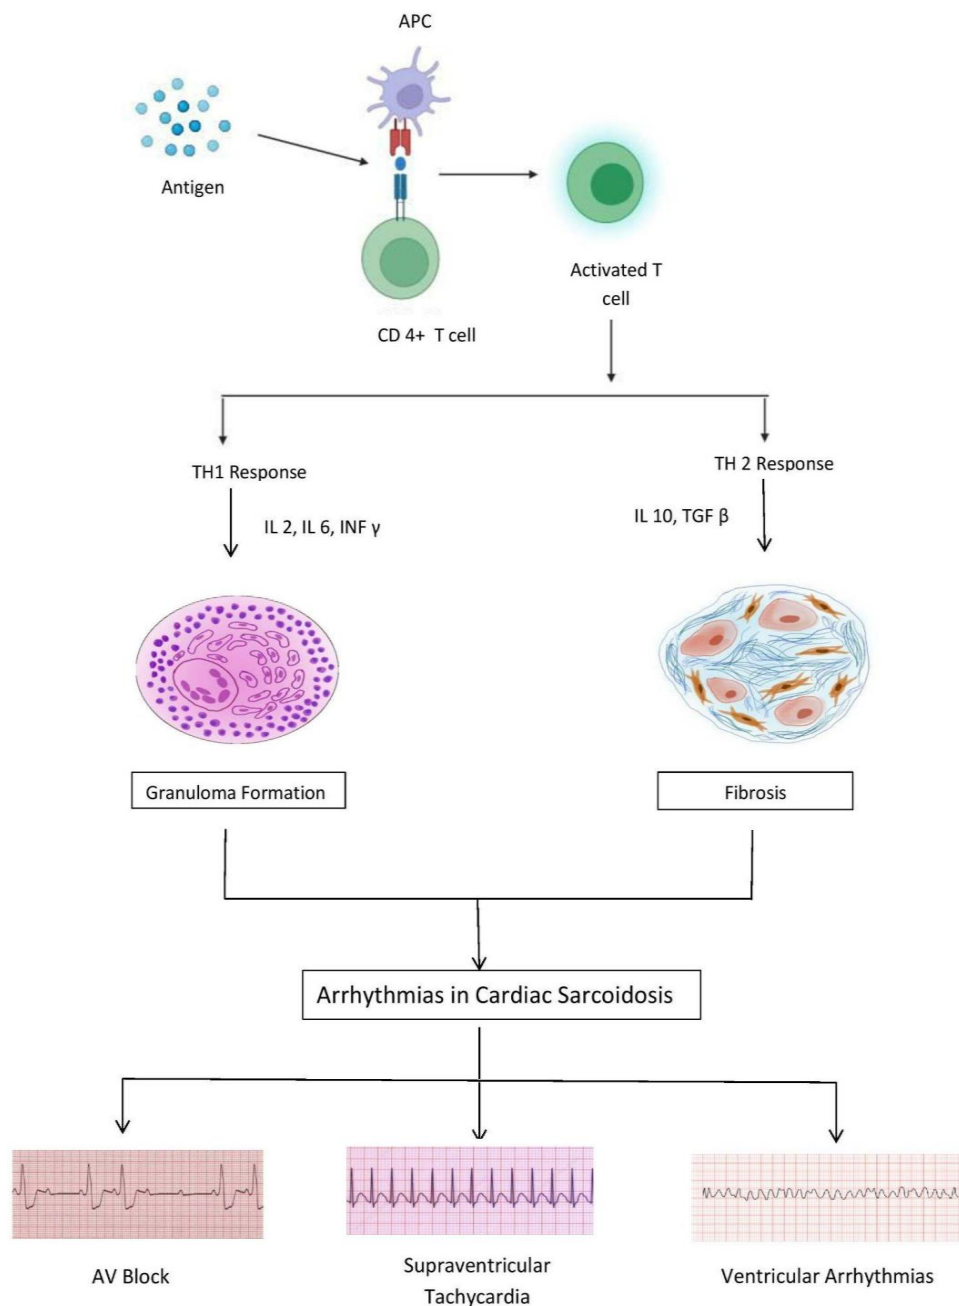 APC
Antigen
Activated T
cell
CD 4+ T cell
TH1 Response
TH 2 Response
IL 2, IL 6, INF γ
IL 10, TGF β
Granuloma Formation
Fibrosis
Arrhythmias in Cardiac Sarcoidosis
AV Block
Supraventricular
Tachycardia
Ventricular Arrhythmias